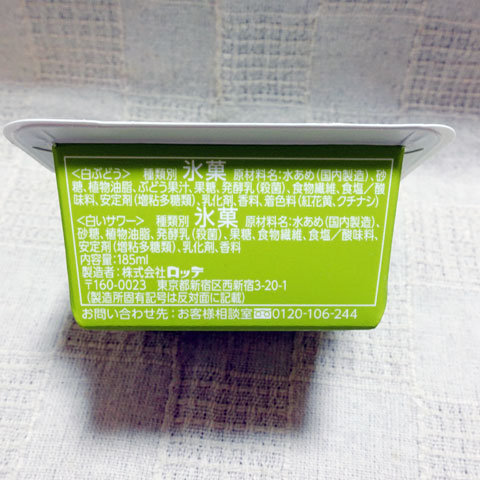 <白ぶどう> 種類別 氷菓 原材料名:水あめ(国内製造)、砂
糖、植物油脂、ぶどう果汁、果糖、発酵乳(殺菌)、食物繊維、食塩/酸
味料、安定剤(増粘多糖類)、乳化剤、香料、着色料(紅花黄、クチナシ)
<白いサワー> 種類別 氷菓 原材料名:水あめ(国内製造)、
砂糖、植物油脂、発酵乳(殺菌)、果糖、食物繊維、食塩/酸味料、
安定剤(増粘多糖類)、乳化剤、香料
内容量:185ml
製造者:株式会社ロッテ
〒160-0023 東京都新宿区西新宿3-20-1
(製造所固有記号は反対面に記載)
お問い合わせ先:お客様相談室 0120-106-244